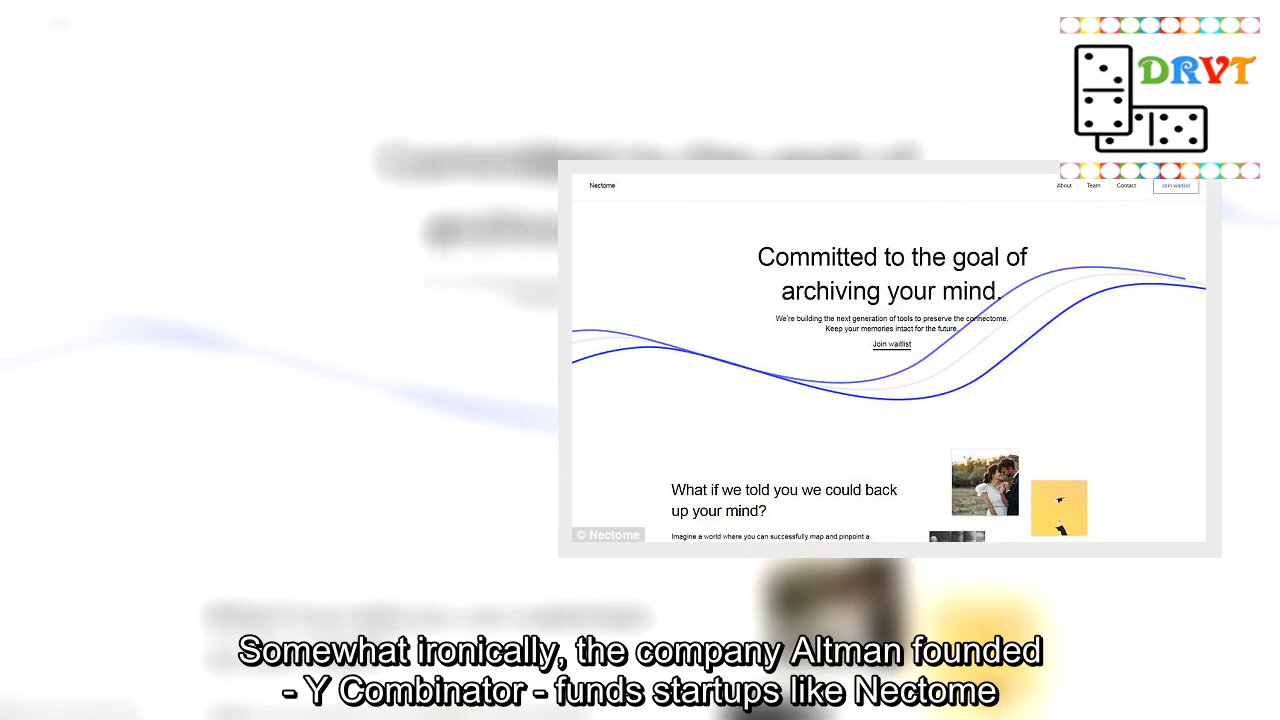 DRVT
Nectome
About
Team
Contact
Join waitlist
Committed to the goal of
archiving your mind.
We're building the next generation of tools to preserve the connectome.
Keep your memories intact for the future.
Join waitlist
What if we told you we could back
up your mind?
Imagine a world where you can successfully map and pinpoint a
© Nectome
Somewhat ironically, the company Altman founded
- Y Combinator - funds startups like Nectome